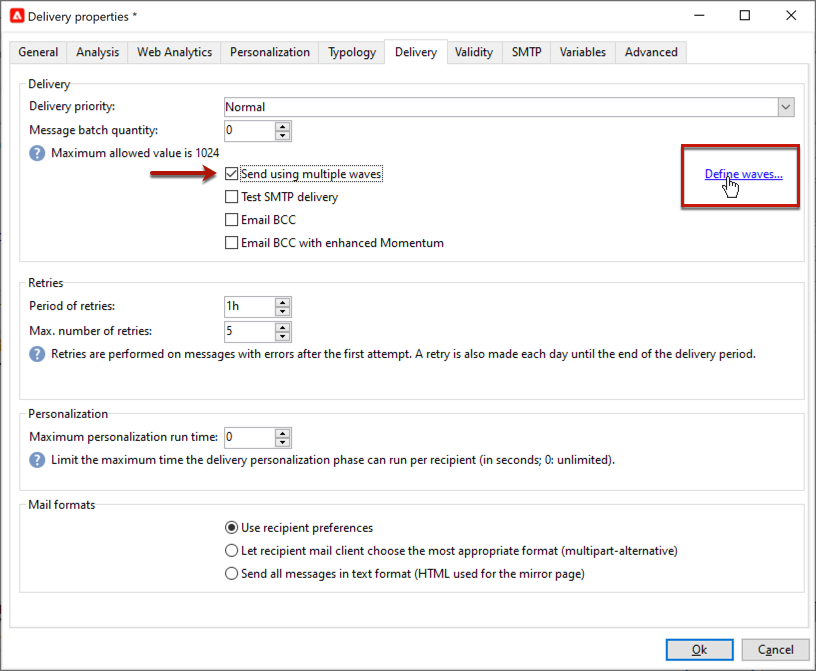 Delivery properties *
General Analysis Web Analytics Personalization Typology Delivery Validity SMTP Variables Advanced
Delivery
Delivery priority: Normal
Message batch quantity: 0
? Maximum allowed value is 1024
Send using multiple waves Define waves...
Test SMTP delivery
Email BCC
Email BCC with enhanced Momentum
Retries
Period of retries: 1h
Max. number of retries: 5
? Retries are performed on messages with errors after the first attempt. A retry is also made each day until the end of the delivery period.
Personalization
Maximum personalization run time: 0
? Limit the maximum time the delivery personalization phase can run per recipient (in seconds; 0: unlimited).
Mail formats
Use recipient preferences
Let recipient mail client choose the most appropriate format (multipart-alternative)
Send all messages in text format (HTML used for the mirror page)
Ok Cancel